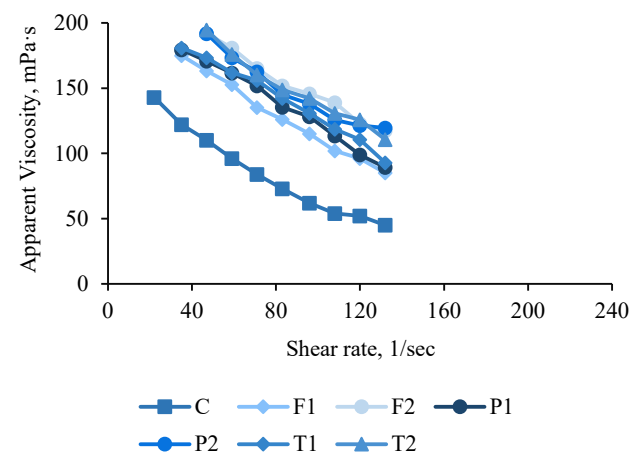 Apparent Viscosity, mPa·s
200
150
100
50
0
0 40 80 120 160 200 240
Shear rate, 1/sec
C F1 F2 P1
P2 T1 T2